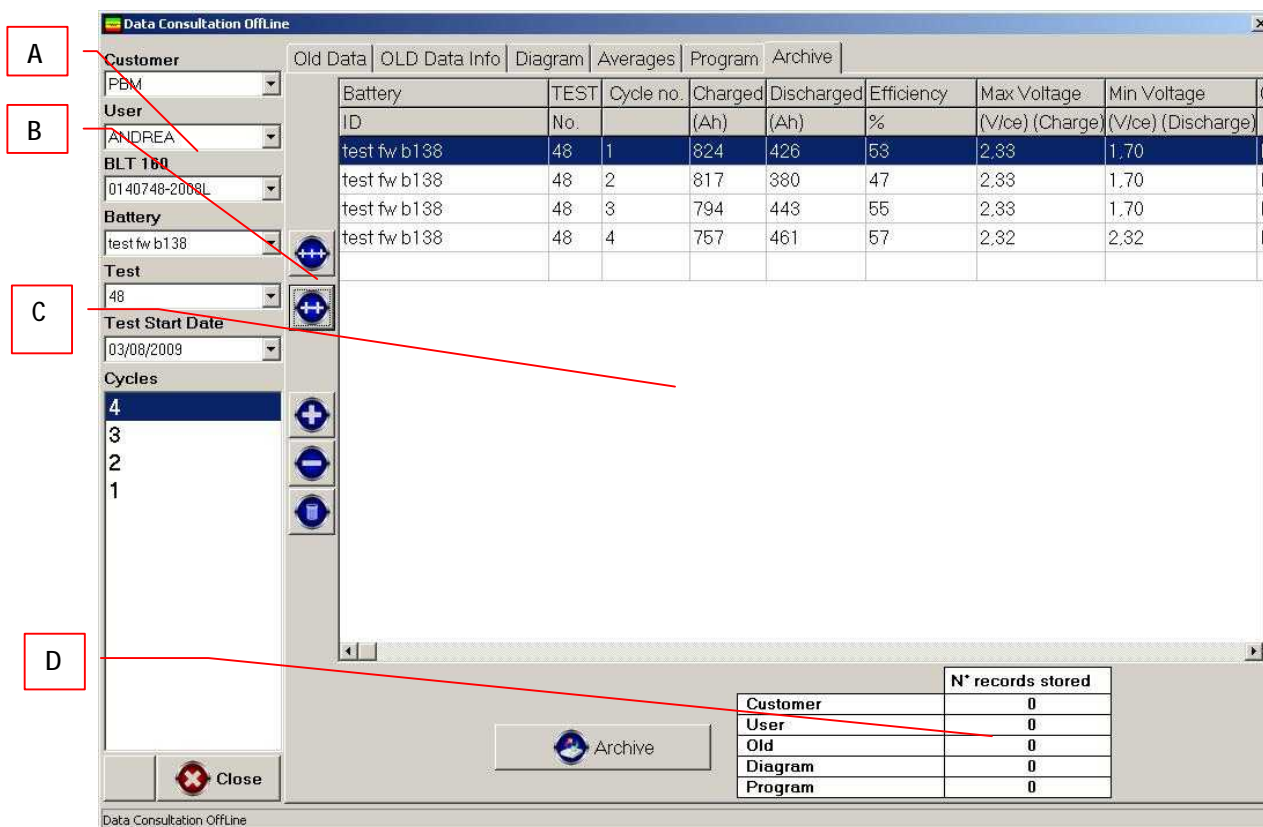 Data Consultation OffLine
A
B
C
D
Customer
PBM
User
ANDREA
BLT 160
0140748-2008L
Battery
test fw b138
Test
48
Test Start Date
03/08/2009
Cycles
4
3
2
1
Close
Old Data OLD Data Info Diagram Averages Program Archive
Battery TEST Cycle no. Charged Discharged Efficiency Max Voltage Min Voltage
ID No. (Ah) (Ah) % (V/ce) (Charge) (V/ce) (Discharge)
test fw b138 48 1 824 426 53 2,33 1,70
test fw b138 48 2 817 380 47 2,33 1,70
test fw b138 48 3 794 443 55 2,33 1,70
test fw b138 48 4 757 461 57 2,32 2,32
Archive
N° records stored
Customer 0
User 0
Old 0
Diagram 0
Program 0
Data Consultation OffLine